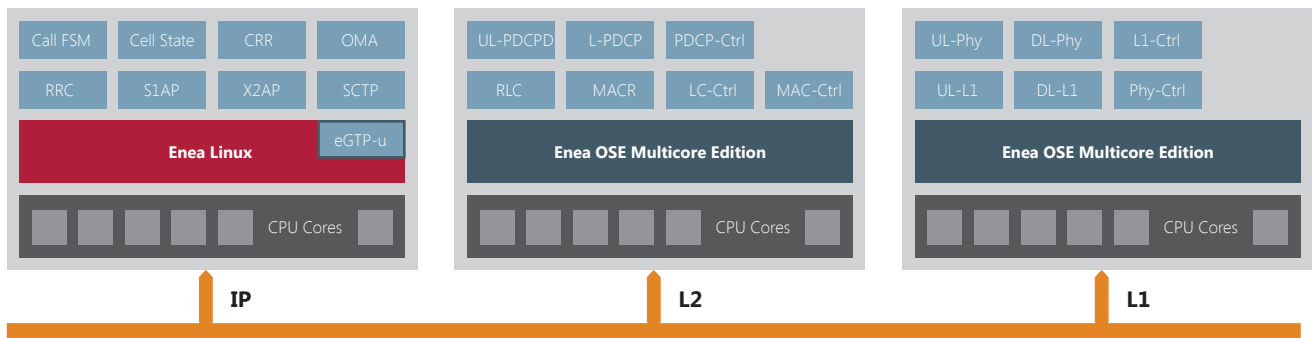 Call FSM Cell State CRR OMA
RRC S1AP X2AP SCTP
eGTP-u
Enea Linux
CPU Cores
IP
UL-PDCPD L-PDCP PDCP-Ctrl
RLC MACR LC-Ctrl MAC-Ctrl
Enea OSE Multicore Edition
CPU Cores
L2
UL-Phy DL-Phy L1-Ctrl
UL-L1 DL-L1 Phy-Ctrl
Enea OSE Multicore Edition
CPU Cores
L1